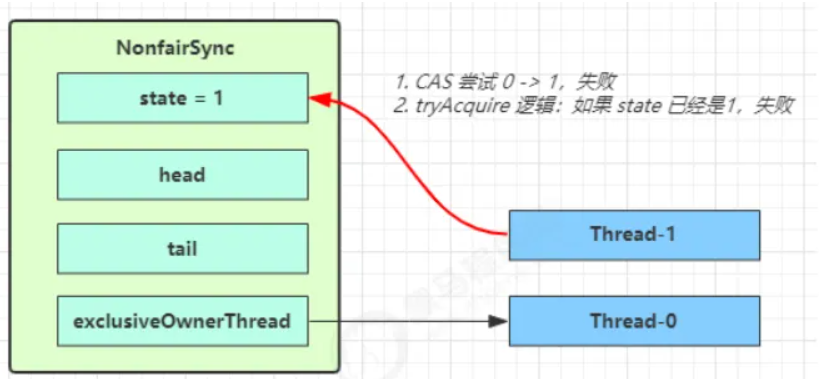 NonfairSync
state = 1
head
tail
exclusiveOwnerThread
1. CAS 尝试 0 -> 1，失败
2. tryAcquire 逻辑：如果 state 已经是1，失败
Thread-1
Thread-0